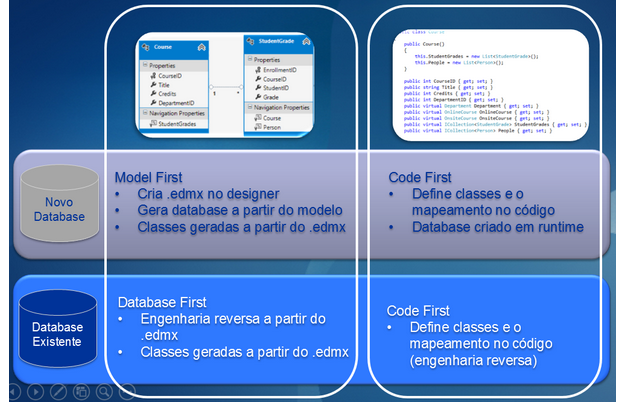 Course
Properties
CourseID
Title
Credits
DepartmentID
Navigation Properties
StudentGrades
1
*
StudentGrade
Properties
EnrollmentID
CourseID
StudentID
Grade
Navigation Properties
Course
Person
public Course()
{
this.StudentGrades = new List<StudentGrade>();
this.People = new List<Person>();
}
public int CourseID { get; set; }
public string Title { get; set; }
public int Credits { get; set; }
public int DepartmentID { get; set; }
public virtual Department Department { get; set; }
public virtual OnlineCourse OnlineCourse { get; set; }
public virtual OnsiteCourse OnsiteCourse { get; set; }
public virtual ICollection<StudentGrade> StudentGrades { get; set; }
public virtual ICollection<Person> People { get; set; }
Novo
Database
Model First
• Cria .edmx no designer
• Gera database a partir do modelo
• Classes geradas a partir do .edmx
Code First
• Define classes e o
mapeamento no código
• Database criado em runtime
Database
Existente
Database First
• Engenharia reversa a partir do
.edmx
• Classes geradas a partir do .edmx
Code First
• Define classes e o
mapeamento no código
(engenharia reversa)